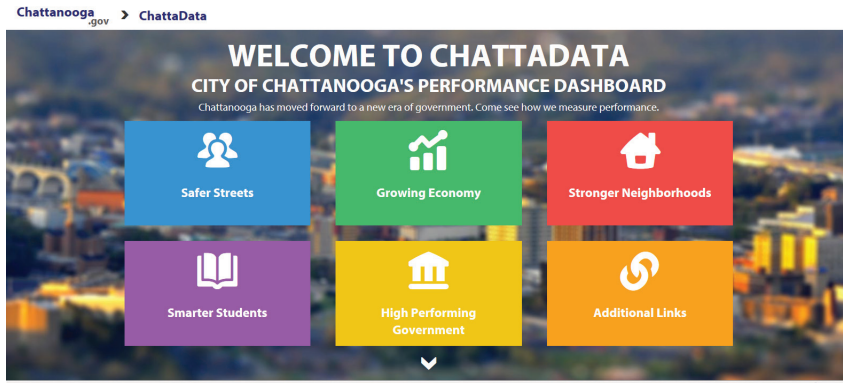 Chattanooga
.gov
ChattaData
WELCOME TO CHATTADATA
CITY OF CHATTANOOGA'S PERFORMANCE DASHBOARD
Chattanooga has moved forward to a new era of government. Come see how we measure performance.
Safer Streets
Growing Economy
Stronger Neighborhoods
Smarter Students
High Performing
Government
Additional Links